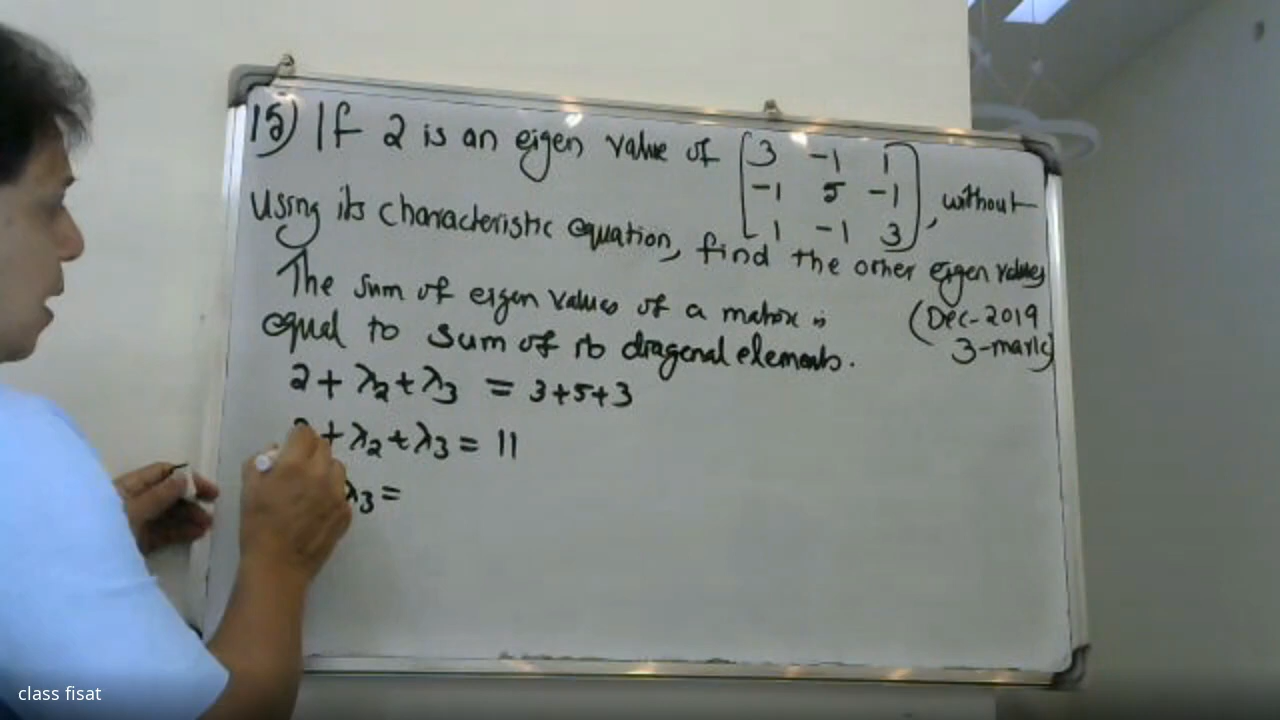 15) If 2 is an eigen value of [3 -1 1
-1 5 -1
1 -1 3], without
using its characteristic equation, find the other eigen values
(Dec-2019
3-mark)
The sum of eigen values of a matrix is
equal to sum of its diagonal elements.
2 + λ2 + λ3 = 3+5+3
2 + λ2 + λ3 = 11
λ3 =
class fisat